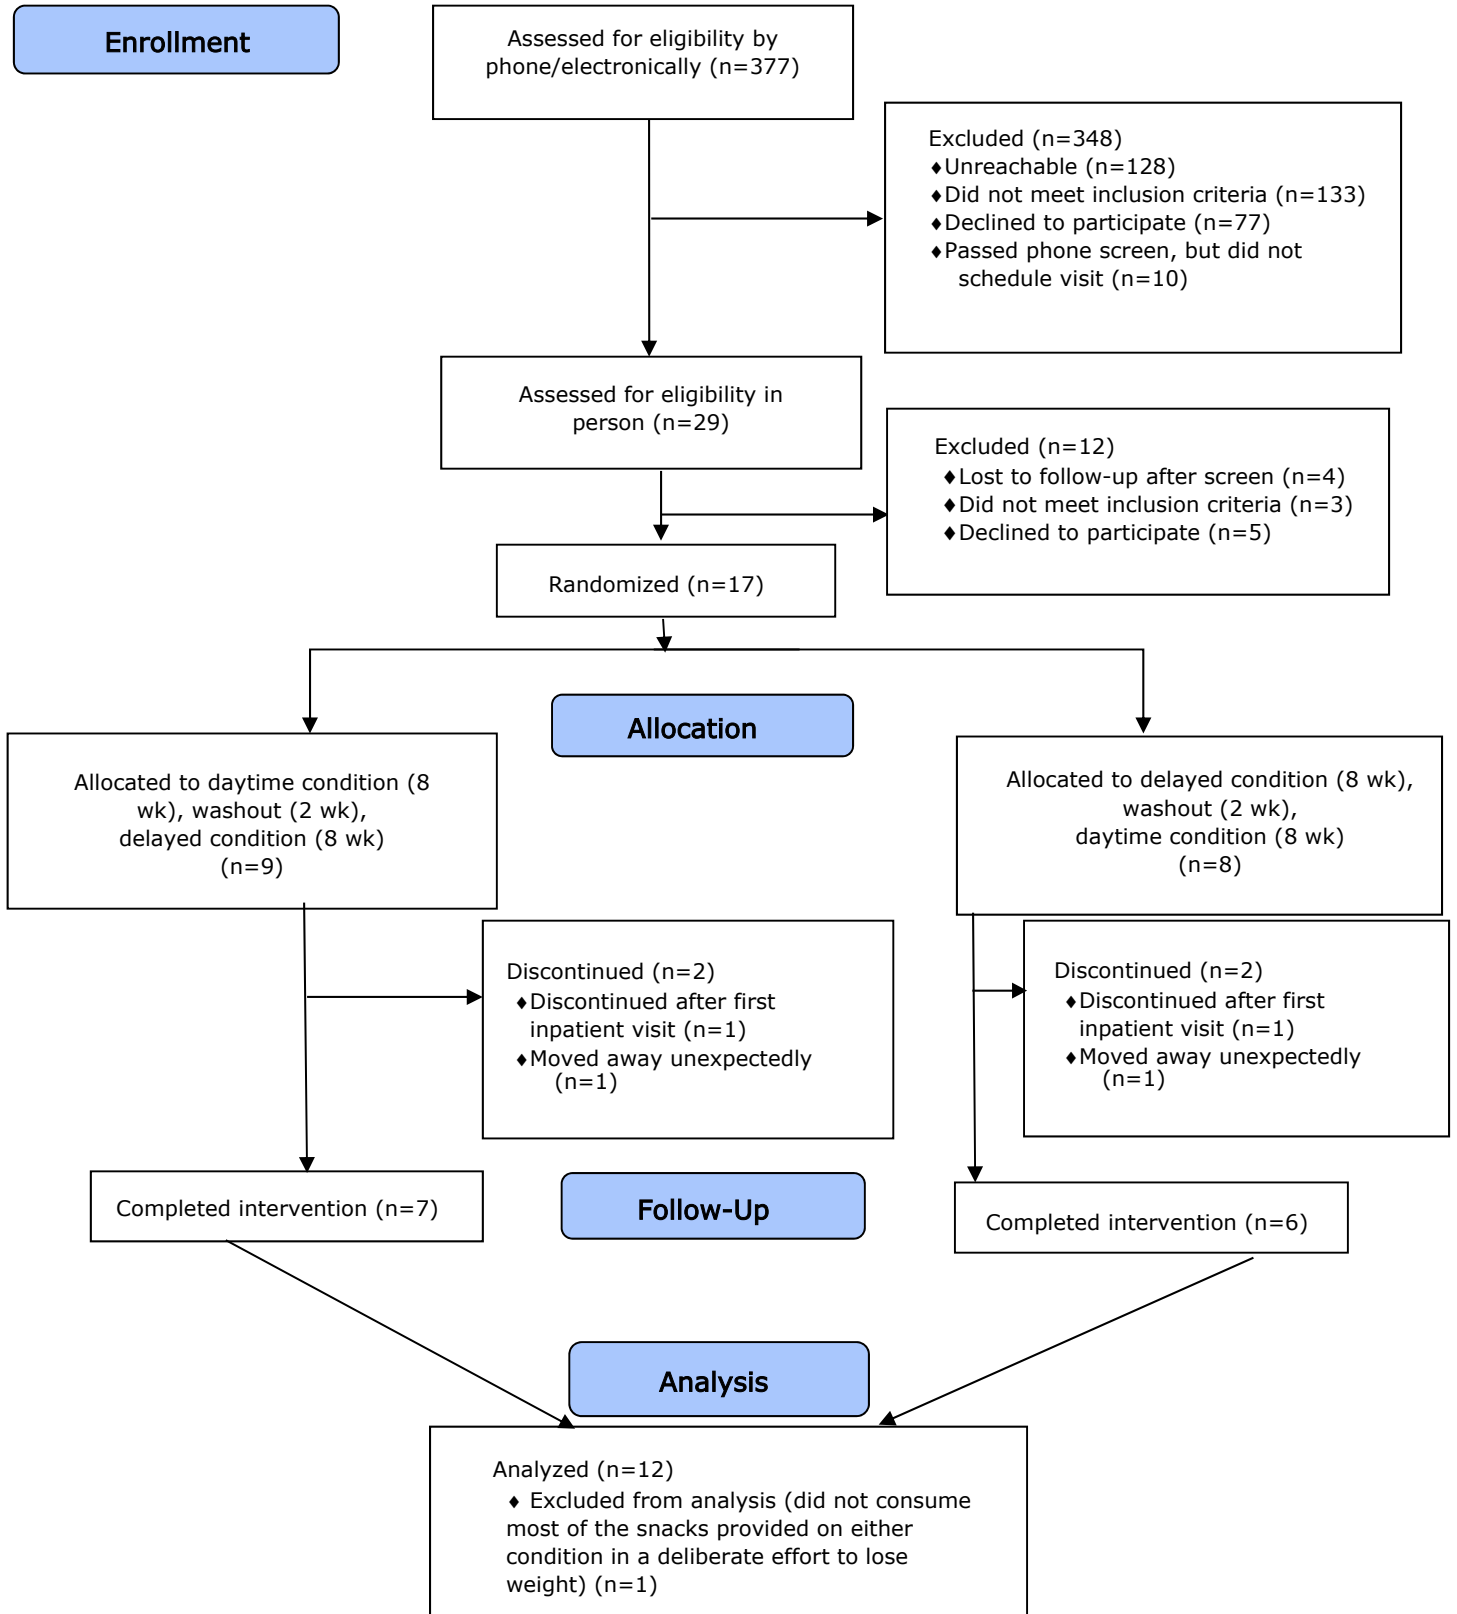 Enrollment
Assessed for eligibility by
phone/electronically (n=377)
Excluded (n=348)
♦Unreachable (n=128)
♦Did not meet inclusion criteria (n=133)
♦Declined to participate (n=77)
♦Passed phone screen, but did not
schedule visit (n=10)
Assessed for eligibility in
person (n=29)
Excluded (n=12)
♦Lost to follow-up after screen (n=4)
♦Did not meet inclusion criteria (n=3)
♦Declined to participate (n=5)
Randomized (n=17)
Allocation
Allocated to daytime condition (8
wk), washout (2 wk),
delayed condition (8 wk)
(n=9)
Allocated to delayed condition (8 wk),
washout (2 wk),
daytime condition (8 wk)
(n=8)
Discontinued (n=2)
♦Discontinued after first
inpatient visit (n=1)
♦Moved away unexpectedly
(n=1)
Discontinued (n=2)
♦Discontinued after first
inpatient visit (n=1)
♦Moved away unexpectedly
(n=1)
Completed intervention (n=7)
Follow-Up
Completed intervention (n=6)
Analysis
Analyzed (n=12)
♦ Excluded from analysis (did not consume
most of the snacks provided on either
condition in a deliberate effort to lose
weight) (n=1)